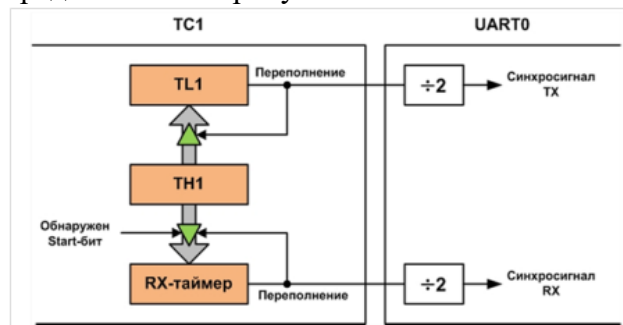 TC1
UART0
Переполнение
TL1
÷2
Синхросигнал
TX
TH1
Обнаружен
Start-бит
RX-таймер
Переполнение
÷2
Синхросигнал
RX